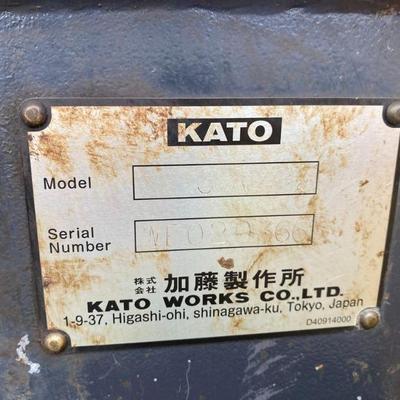 KATO
Model
Serial
Number
株式会社 加藤製作所
KATO WORKS CO.,LTD.
1-9-37, Higashi-ohi, shinagawa-ku, Tokyo, Japan
D40914000